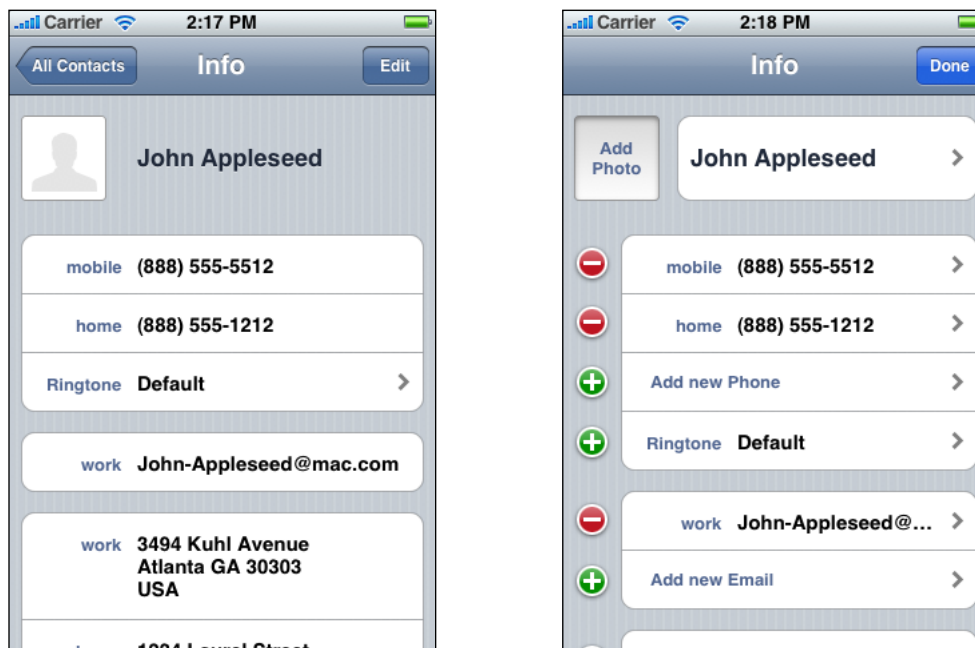 Carrier 2:17 PM
All Contacts Info Edit
John Appleseed
mobile (888) 555-5512
home (888) 555-1212
Ringtone Default
work John-Appleseed@mac.com
work 3494 Kuhl Avenue
Atlanta GA 30303
USA
1234 Laurel Street
Carrier 2:18 PM
Info Done
Add
Photo
John Appleseed
mobile (888) 555-5512
home (888) 555-1212
Add new Phone
Ringtone Default
work John-Appleseed@...
Add new Email